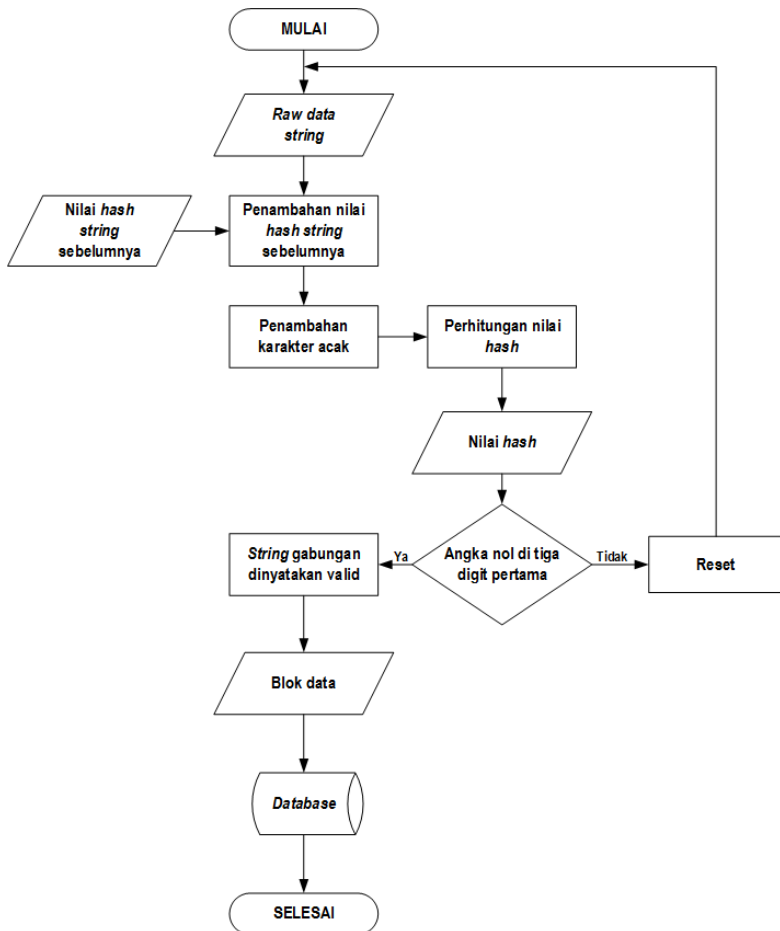 MULAI
Raw data
string
Nilai hash
string
sebelumnya
Penambahan nilai
hash string
sebelumnya
Penambahan
karakter acak
Perhitungan nilai
hash
Nilai hash
Angka nol di tiga
digit pertama
Ya
Tidak
String gabungan
dinyatakan valid
Reset
Blok data
Database
SELESAI